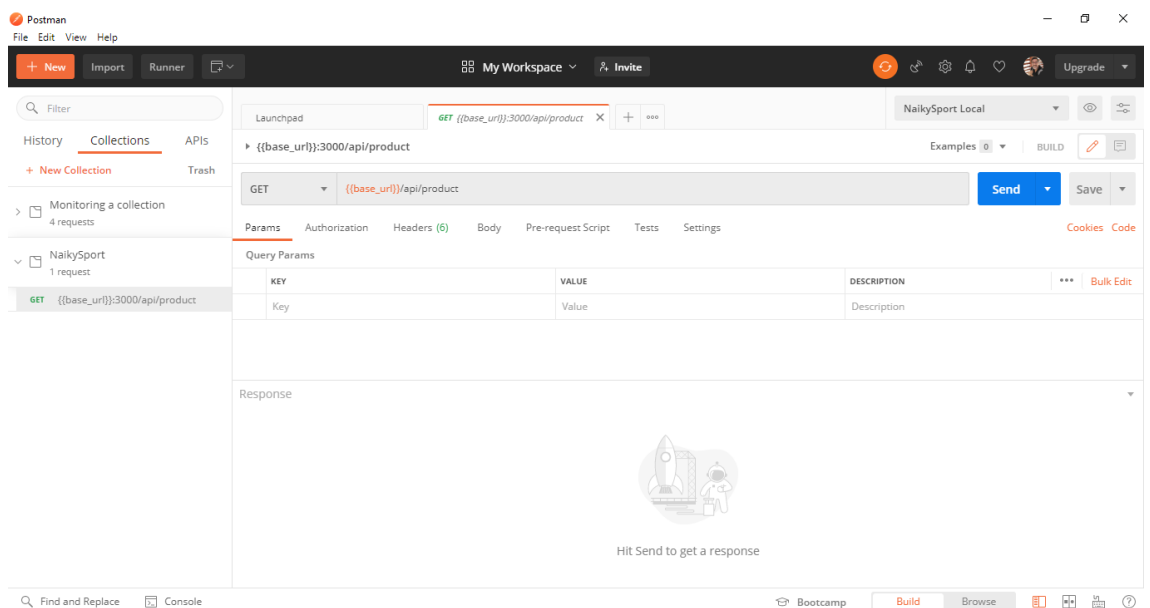 Postman
File Edit View Help
+ New Import Runner My Workspace Invite Upgrade
Filter
History Collections APIs
+ New Collection Trash
Monitoring a collection
4 requests
NaikySport
1 request
GET {{base_url}}:3000/api/product
Launchpad GET {{base_url}}:3000/api/product NaikySport Local
{{base_url}}:3000/api/product Examples 0 BUILD
GET {{base_url}}/api/product Send Save
Params Authorization Headers (6) Body Pre-request Script Tests Settings Cookies Code
Query Params
KEY VALUE DESCRIPTION Bulk Edit
Key Value Description
Response
Hit Send to get a response
Find and Replace Console Bootcamp Build Browse